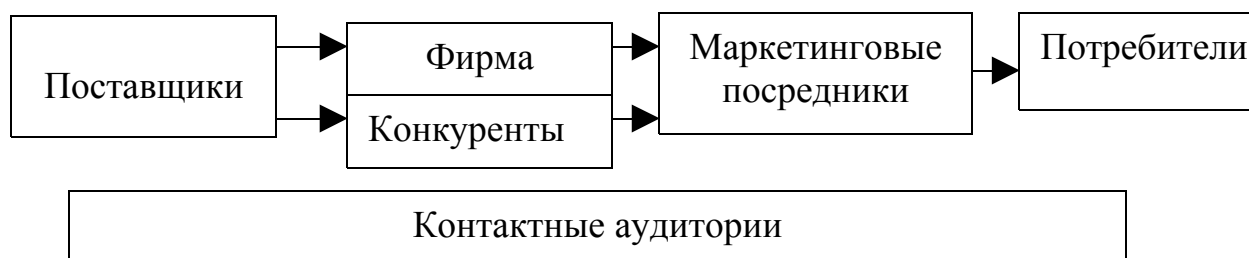 Поставщики
Фирма
Конкуренты
Маркетинговые
посредники
Потребители
Контактные аудитории